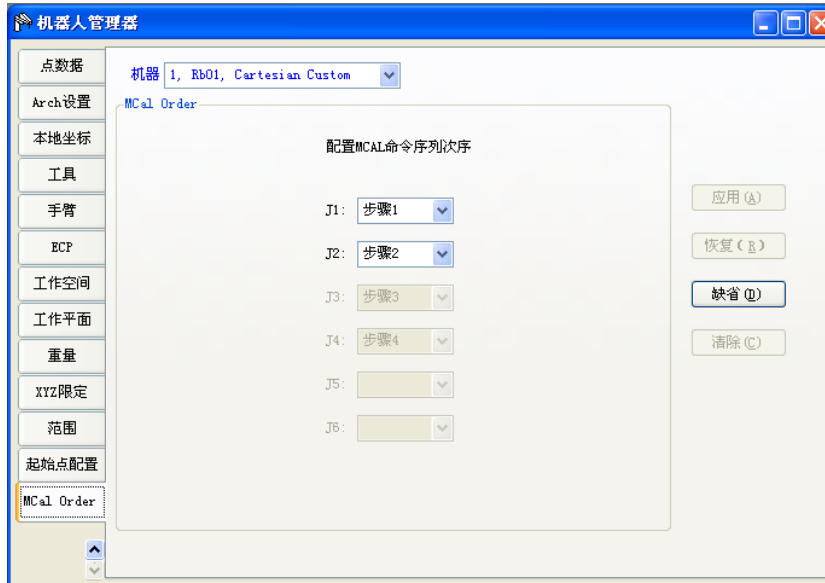 机器人管理器
点数据
Arch设置
本地坐标
工具
手臂
ECP
工作空间
工作平面
重量
XYZ限定
范围
起始点配置
MCal Order
机器 1, Rb01, Cartesian Custom
MCal Order
配置MCAL命令序列次序
J1: 步骤1
J2: 步骤2
J3: 步骤3
J4: 步骤4
J5:
J6:
应用(A)
恢复(R)
缺省(D)
清除(C)